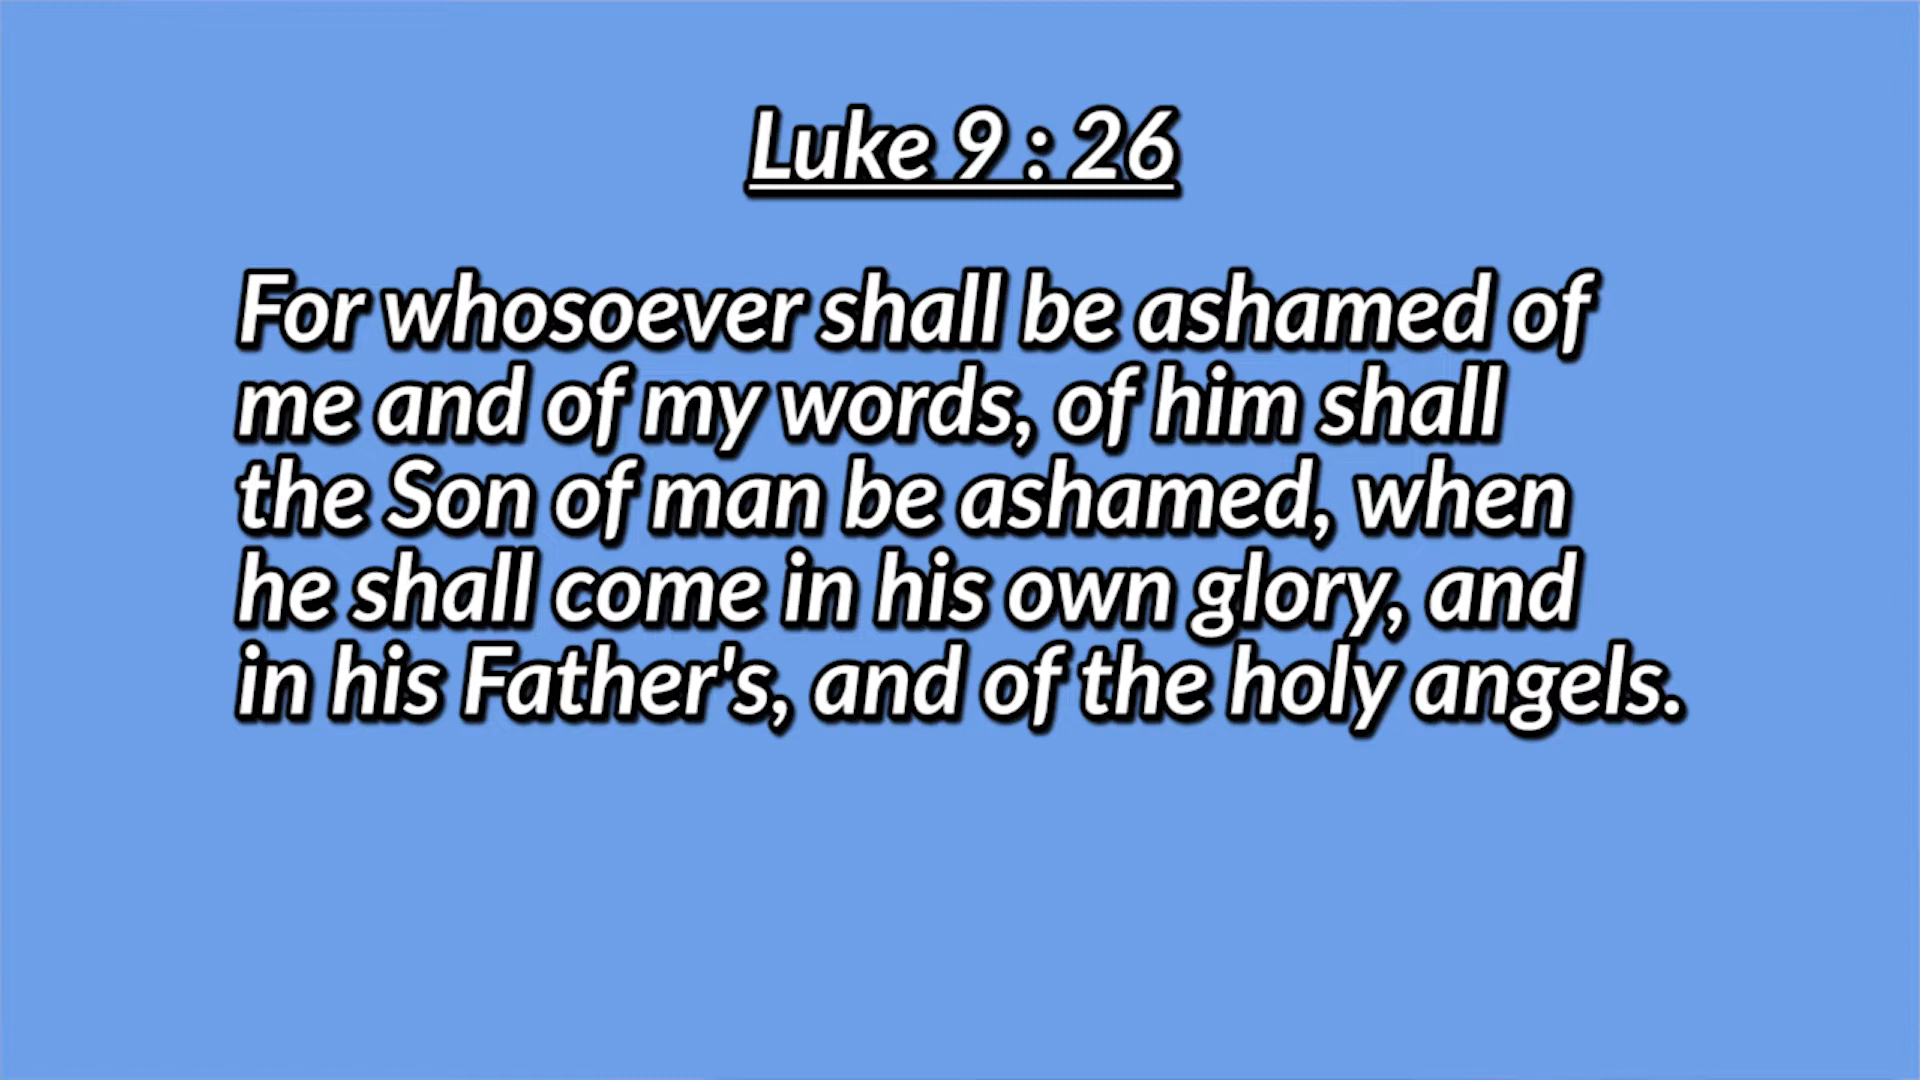 Luke 9 : 26
For whosoever shall be ashamed of
me and of my words, of him shall
the Son of man be ashamed, when
he shall come in his own glory, and
in his Father's, and of the holy angels.